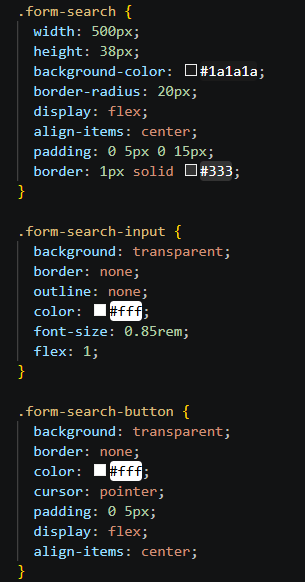 .form-search {
width: 500px;
height: 38px;
background-color: #1a1a1a;
border-radius: 20px;
display: flex;
align-items: center;
padding: 0 5px 0 15px;
border: 1px solid #333;
}
.form-search-input {
background: transparent;
border: none;
outline: none;
color: #fff;
font-size: 0.85rem;
flex: 1;
}
.form-search-button {
background: transparent;
border: none;
color: #fff;
cursor: pointer;
padding: 0 5px;
display: flex;
align-items: center;
}